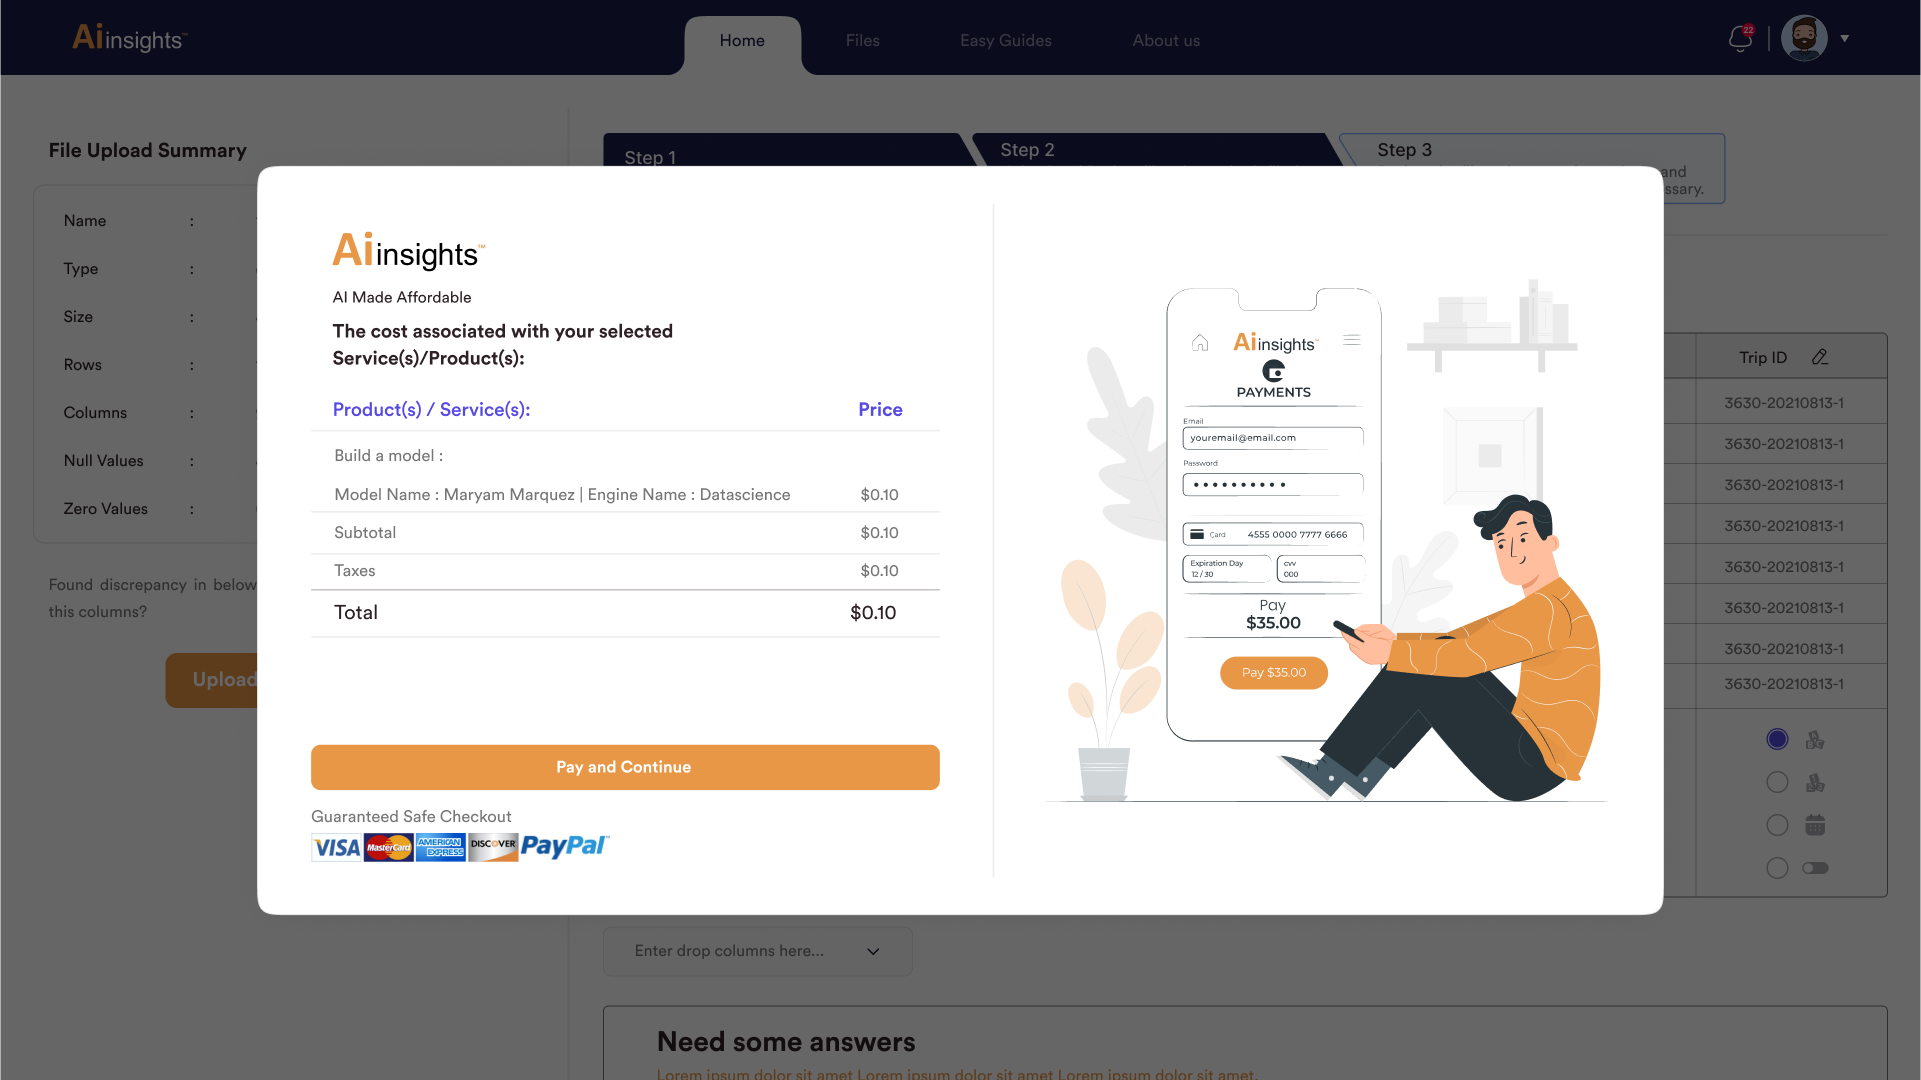 Ai insights™
Home
Files
Easy Guides
About us
22
File Upload Summary
Name :
Type :
Size :
Rows :
Columns :
Null Values :
Zero Values :
Found discrepancy in below
this columns?
Upload
Step 1
Step 2
Step 3
and
ssary.
Ai insights™
AI Made Affordable
The cost associated with your selected
Service(s)/Product(s):
Product(s) / Service(s): Price
Build a model :
Model Name : Maryam Marquez | Engine Name : Datascience $0.10
Subtotal $0.10
Taxes $0.10
Total $0.10
Pay and Continue
Guaranteed Safe Checkout
VISA MasterCard AMERICAN EXPRESS DISCOVER PayPal™
Ai insights™
PAYMENTS
Email
youremail@email.com
Password
Card 4555 0000 7777 6666
Expiration Day
12 / 30
cvv
000
Pay
$35.00
Pay $35.00
Trip ID
3630-20210813-1
3630-20210813-1
3630-20210813-1
3630-20210813-1
3630-20210813-1
3630-20210813-1
3630-20210813-1
3630-20210813-1
Enter drop columns here...
Need some answers
Lorem ipsum dolor sit amet Lorem ipsum dolor sit amet Lorem ipsum dolor sit amet.